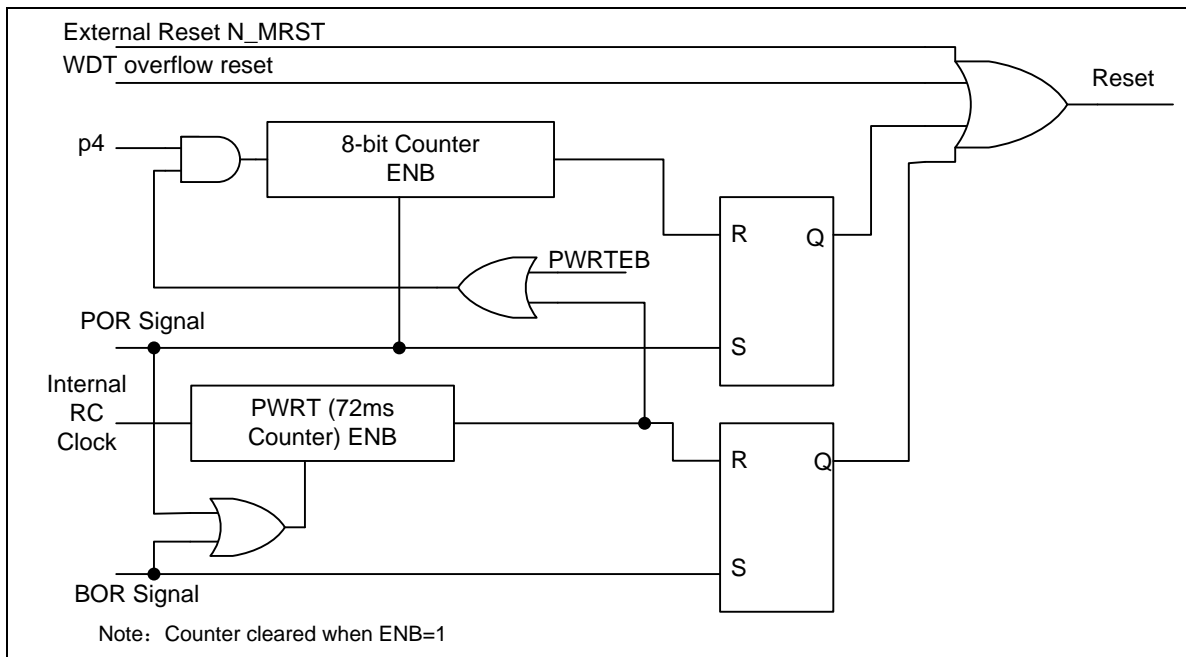 External Reset N_MRST
WDT overflow reset
Reset
p4
8-bit Counter
ENB
R
Q
PWRTEB
POR Signal
S
Internal
RC
Clock
PWRT (72ms
Counter) ENB
R
Q
S
BOR Signal
Note：Counter cleared when ENB=1